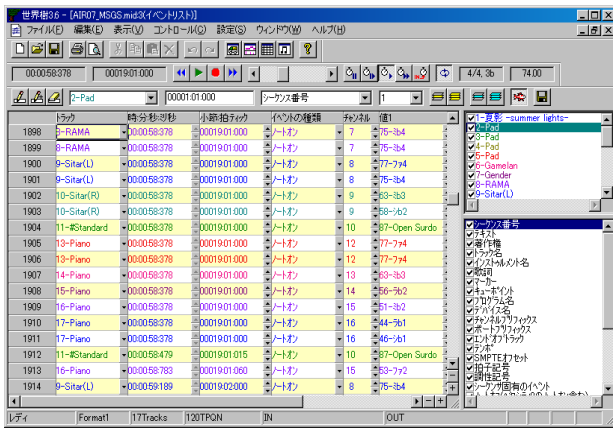 世界樹3.6 - [AIR07_MSGS.mid3(イベントリスト)]
ファイル(F) 編集(E) 表示(V) コントロール(C) 設定(S) ウィンドウ(W) ヘルプ(H)
00:00:58:378 00019:01:000 4/4, 3b 74.00
2-Pad 00001:01:000 シーケンス番号 1
トラック 時:分:秒:ミリ秒 小節:拍:ティック イベントの種類 チャンネル 値1
1898 8-RAMA 00:00:58:378 00019:01:000 ノートオン 7 75=ミb4
1899 8-RAMA 00:00:58:378 00019:01:000 ノートオン 7 75=ミb4
1900 9-Sitar(L) 00:00:58:378 00019:01:000 ノートオン 8 77=ファ4
1901 9-Sitar(L) 00:00:58:378 00019:01:000 ノートオン 8 75=ミb4
1902 10-Sitar(R) 00:00:58:378 00019:01:000 ノートオン 9 63=ミb3
1903 10-Sitar(R) 00:00:58:378 00019:01:000 ノートオン 9 58=シb2
1904 11-#Standard 00:00:58:378 00019:01:000 ノートオン 10 87=Open Surdo
1905 13-Piano 00:00:58:378 00019:01:000 ノートオン 12 77=ファ4
1906 13-Piano 00:00:58:378 00019:01:000 ノートオン 12 77=ファ4
1907 14-Piano 00:00:58:378 00019:01:000 ノートオン 13 63=ミb3
1908 15-Piano 00:00:58:378 00019:01:000 ノートオン 14 56=ラb2
1909 16-Piano 00:00:58:378 00019:01:000 ノートオン 15 51=ミb2
1910 17-Piano 00:00:58:378 00019:01:000 ノートオン 16 44=ラb1
1911 17-Piano 00:00:58:378 00019:01:000 ノートオン 16 46=シb1
1912 11-#Standard 00:00:58:479 00019:01:015 ノートオン 10 87=Open Surdo
1913 16-Piano 00:00:58:783 00019:01:060 ノートオン 15 53=ファ2
1914 9-Sitar(L) 00:00:59:189 00019:02:000 ノートオン 8 75=ミb4
1-夏影 -summer lights-
2-Pad
3-Pad
4-Pad
5-Pad
6-Gamelan
7-Gender
8-RAMA
9-Sitar(L)
シーケンス番号
テキスト
著作権
トラック名
インストゥルメント名
歌詞
マーカー
キューポイント
プログラム名
デバイス名
チャンネルプリフィックス
ポートプリフィックス
エンドオブトラック
テンポ
SMPTEオフセット
拍子記号
調性記号
シーケンサ固有のイベント
レディ Format1 17Tracks 120TPQN IN OUT